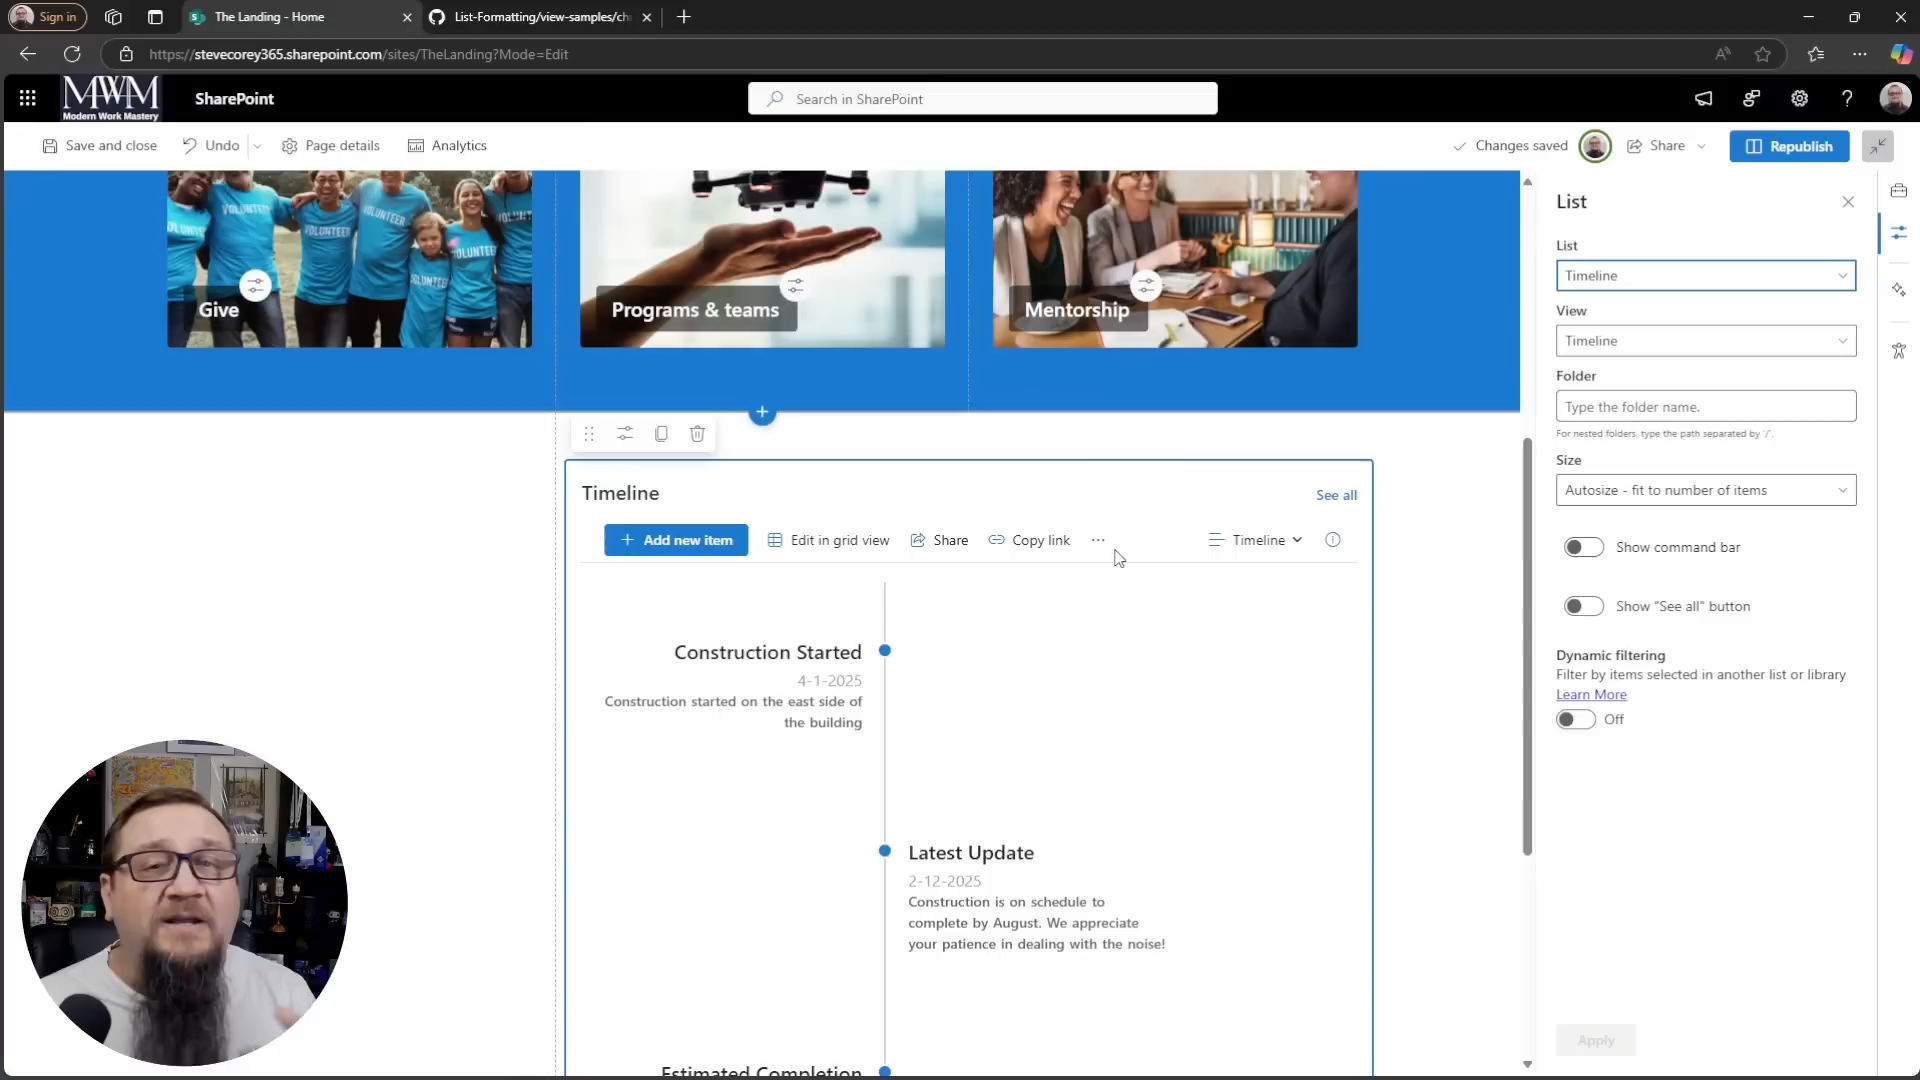 Sign in
The Landing - Home
List-Formatting/view-samples/ch
https://stevecorey365.sharepoint.com/sites/TheLanding?Mode=Edit
MWM
Modern Work Mastery
SharePoint
Search in SharePoint
Save and close
Undo
Page details
Analytics
Changes saved
Share
Republish
VOLUNTEER
VOLUNTEER
VOLUNTEER
VOLUNTEER
VOLUNTEER
Give
Programs & teams
Mentorship
Timeline
See all
Add new item
Edit in grid view
Share
Copy link
Timeline
Construction Started
4-1-2025
Construction started on the east side of
the building
Latest Update
2-12-2025
Construction is on schedule to
complete by August. We appreciate
your patience in dealing with the noise!
Estimated Completion
List
List
Timeline
View
Timeline
Folder
Type the folder name.
For nested folders, type the path separated by '/'.
Size
Autosize - fit to number of items
Show command bar
Show "See all" button
Dynamic filtering
Filter by items selected in another list or library
Learn More
Off
Apply